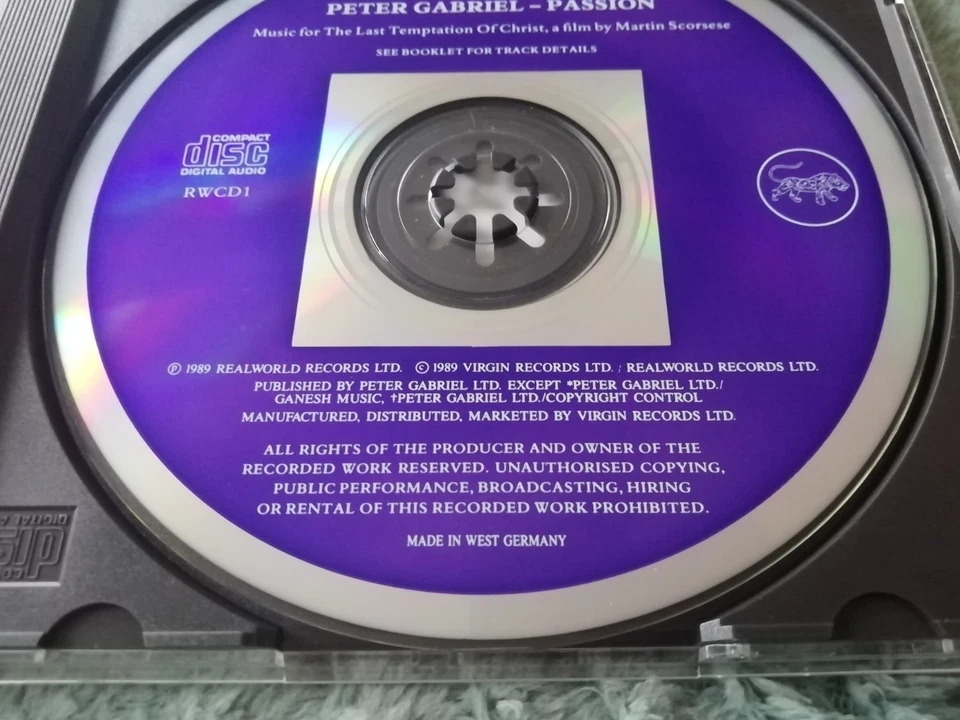 PETER GABRIEL – PASSION
Music for The Last Temptation Of Christ, a film by Martin Scorsese
SEE BOOKLET FOR TRACK DETAILS
COMPACT
disc
DIGITAL AUDIO
RWCD1
℗ 1989 REALWORLD RECORDS LTD. © 1989 VIRGIN RECORDS LTD. ; REALWORLD RECORDS LTD.
PUBLISHED BY PETER GABRIEL LTD. EXCEPT *PETER GABRIEL LTD./
GANESH MUSIC, †PETER GABRIEL LTD./COPYRIGHT CONTROL
MANUFACTURED, DISTRIBUTED, MARKETED BY VIRGIN RECORDS LTD.
ALL RIGHTS OF THE PRODUCER AND OWNER OF THE
RECORDED WORK RESERVED. UNAUTHORISED COPYING,
PUBLIC PERFORMANCE, BROADCASTING, HIRING
OR RENTAL OF THIS RECORDED WORK PROHIBITED.
MADE IN WEST GERMANY